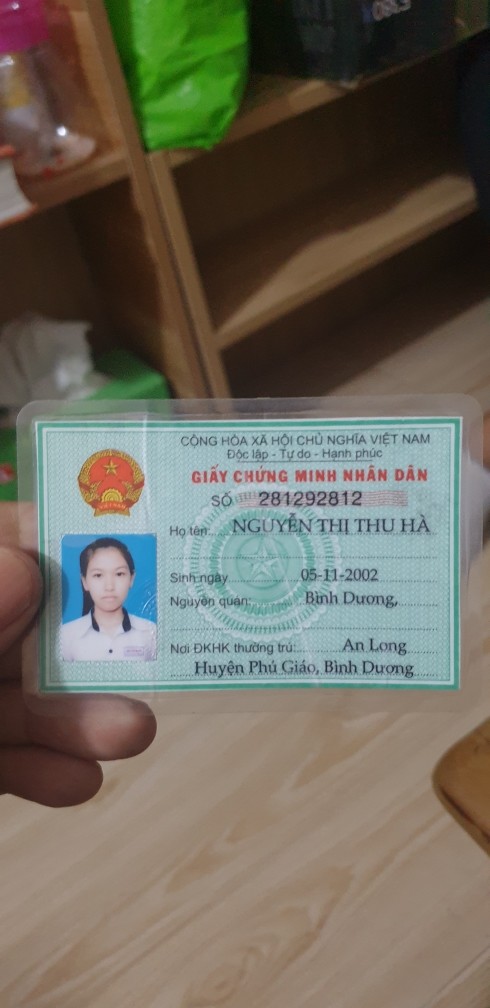 CỘNG HÒA XÃ HỘI CHỦ NGHĨA VIỆT NAM
Độc lập - Tự do - Hạnh phúc
GIẤY CHỨNG MINH NHÂN DÂN
SỐ 281292812
Họ tên: NGUYỄN THỊ THU HÀ
Sinh ngày 05-11-2002
Nguyên quán: Bình Dương,
Nơi ĐKHK thường trú: An Long
Huyện Phú Giáo, Bình Dương
VIỆT NAM